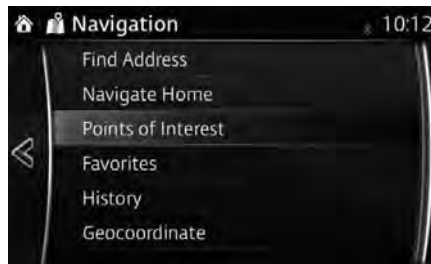 Navigation 10:12
Find Address
Navigate Home
Points of Interest
Favorites
History
Geocoordinate